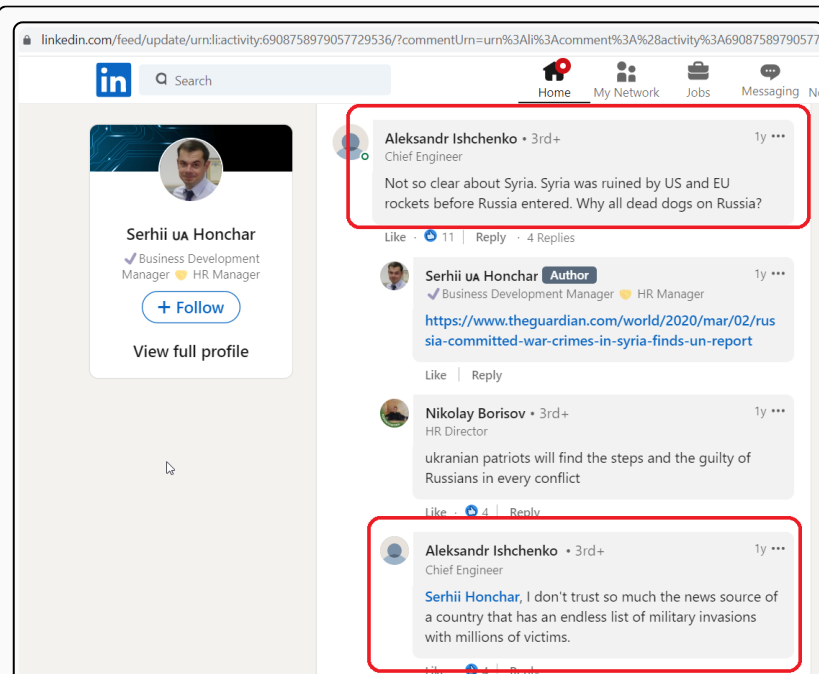 linkedin.com/feed/update/urn:li:activity:6908758979057729536/?commentUrn=urn%3Ali%3Acomment%3A%28activity%3A69087589790577
in
Search
Home
My Network
Jobs
Messaging
Aleksandr Ishchenko • 3rd+
1y •••
Chief Engineer
Not so clear about Syria. Syria was ruined by US and EU
rockets before Russia entered. Why all dead dogs on Russia?
Like · 11 | Reply · 4 Replies
Serhii UA Honchar
Business Development
Manager HR Manager
+ Follow
View full profile
Serhii UA Honchar Author
1y •••
Business Development Manager HR Manager
https://www.theguardian.com/world/2020/mar/02/rus
sia-committed-war-crimes-in-syria-finds-un-report
Like | Reply
Nikolay Borisov • 3rd+
1y •••
HR Director
ukranian patriots will find the steps and the guilty of
Russians in every conflict
Like · 4 | Reply
Aleksandr Ishchenko • 3rd+
1y •••
Chief Engineer
Serhii Honchar, I don't trust so much the news source of
a country that has an endless list of military invasions
with millions of victims.
Like · 4 | Reply